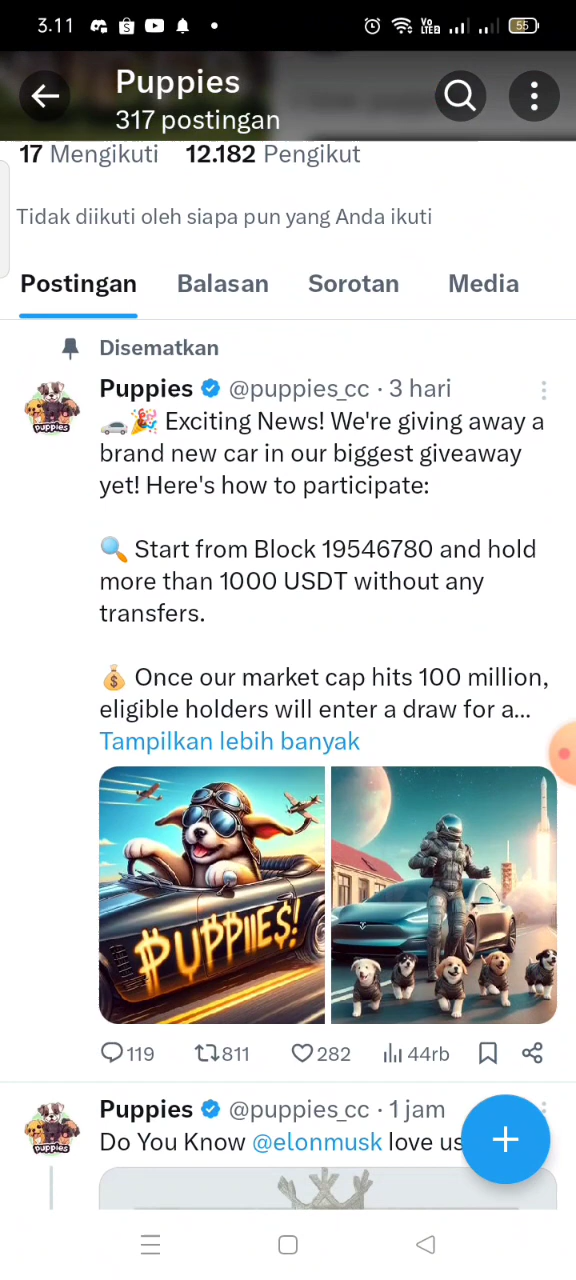 3.11
VoLTE2
55
Puppies
317 postingan
17 Mengikuti 12.182 Pengikut
Tidak diikuti oleh siapa pun yang Anda ikuti
Postingan Balasan Sorotan Media
Disematkan
Puppies @puppies_cc · 3 hari
🚗🎉 Exciting News! We're giving away a
brand new car in our biggest giveaway
yet! Here's how to participate:
🔍 Start from Block 19546780 and hold
more than 1000 USDT without any
transfers.
💰 Once our market cap hits 100 million,
eligible holders will enter a draw for a...
Tampilkan lebih banyak
PUPPIIES!
119 811 282 44rb
Puppies @puppies_cc · 1 jam
Do You Know @elonmusk love us
puppies
puppies